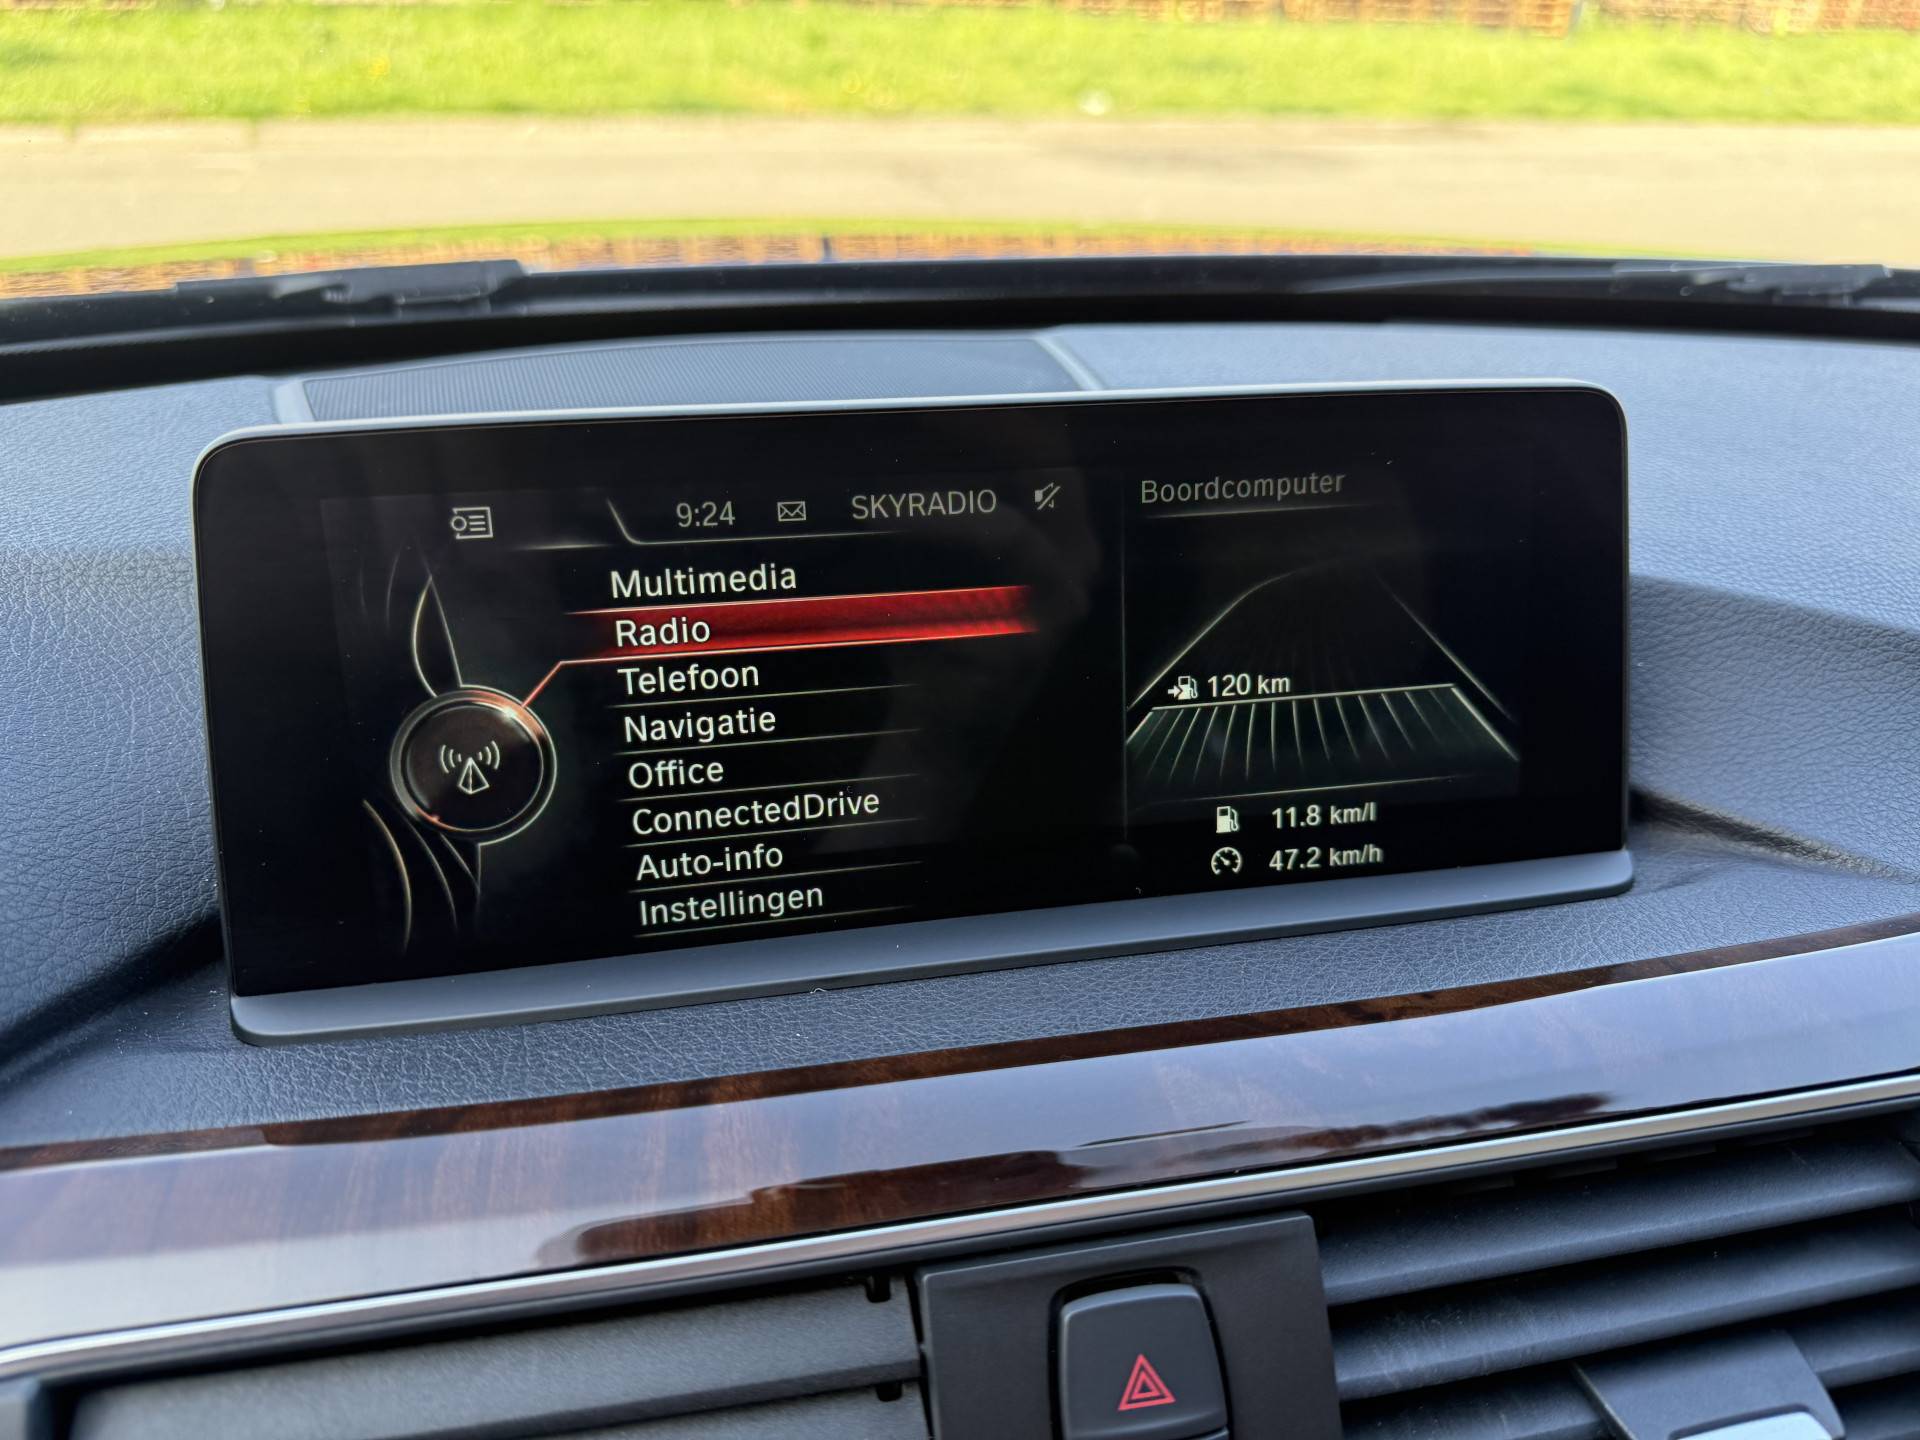 9:24 SKYRADIO
Multimedia
Radio
Telefoon
Navigatie
Office
ConnectedDrive
Auto-info
Instellingen
Boordcomputer
120 km
11.8 km/l
47.2 km/h